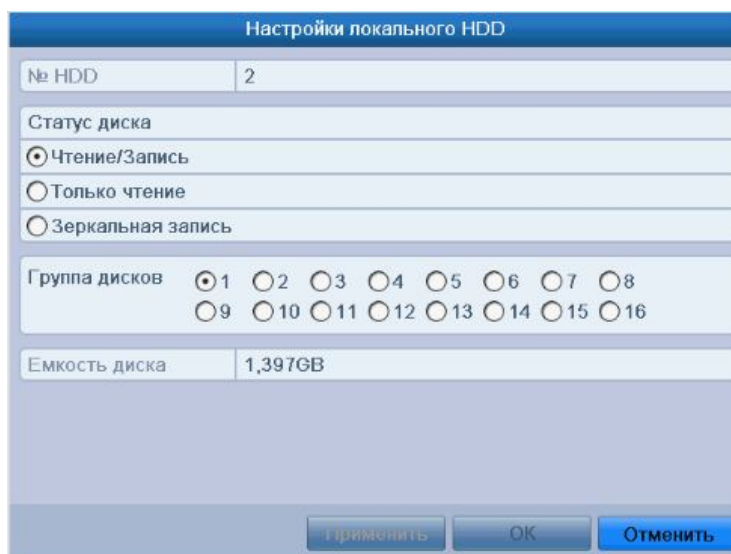 Настройки локального HDD
№ HDD 2
Статус диска
Чтение/Запись
Только чтение
Зеркальная запись
Группа дисков 1 2 3 4 5 6 7 8
9 10 11 12 13 14 15 16
Емкость диска 1,397GB
Применить OK Отменить